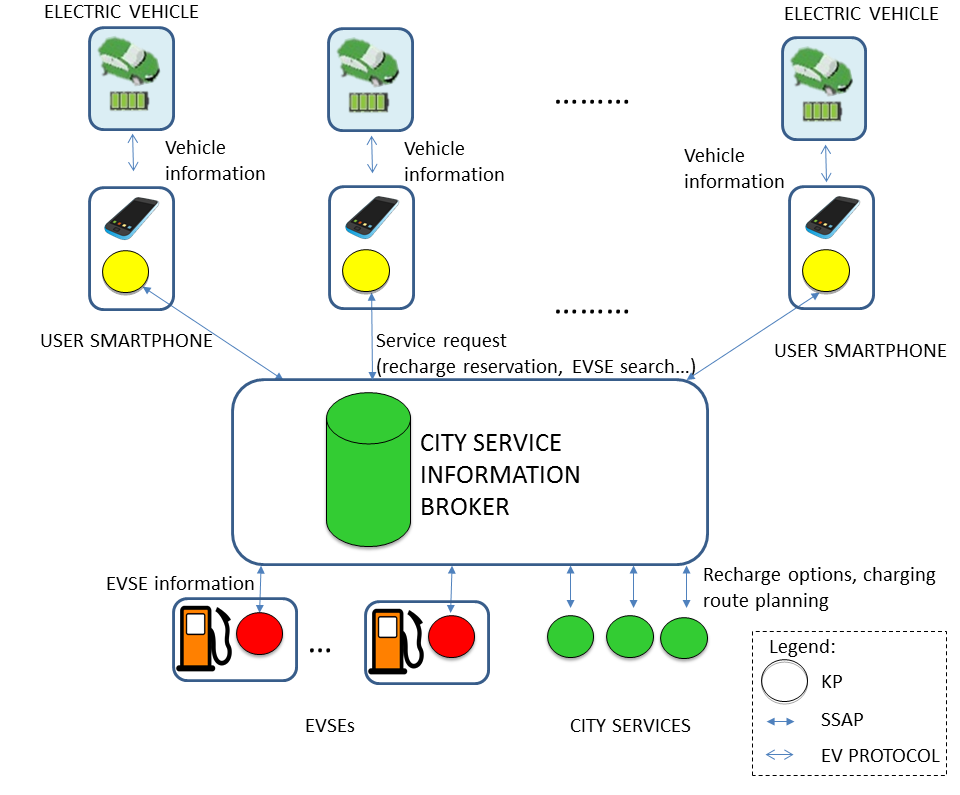 ELECTRIC VEHICLE
ELECTRIC VEHICLE
.........
Vehicle
information
Vehicle
information
Vehicle
information
.........
USER SMARTPHONE
USER SMARTPHONE
Service request
(recharge reservation, EVSE search...)
CITY SERVICE
INFORMATION
BROKER
EVSE information
Recharge options, charging
route planning
...
EVSEs
CITY SERVICES
Legend:
KP
SSAP
EV PROTOCOL